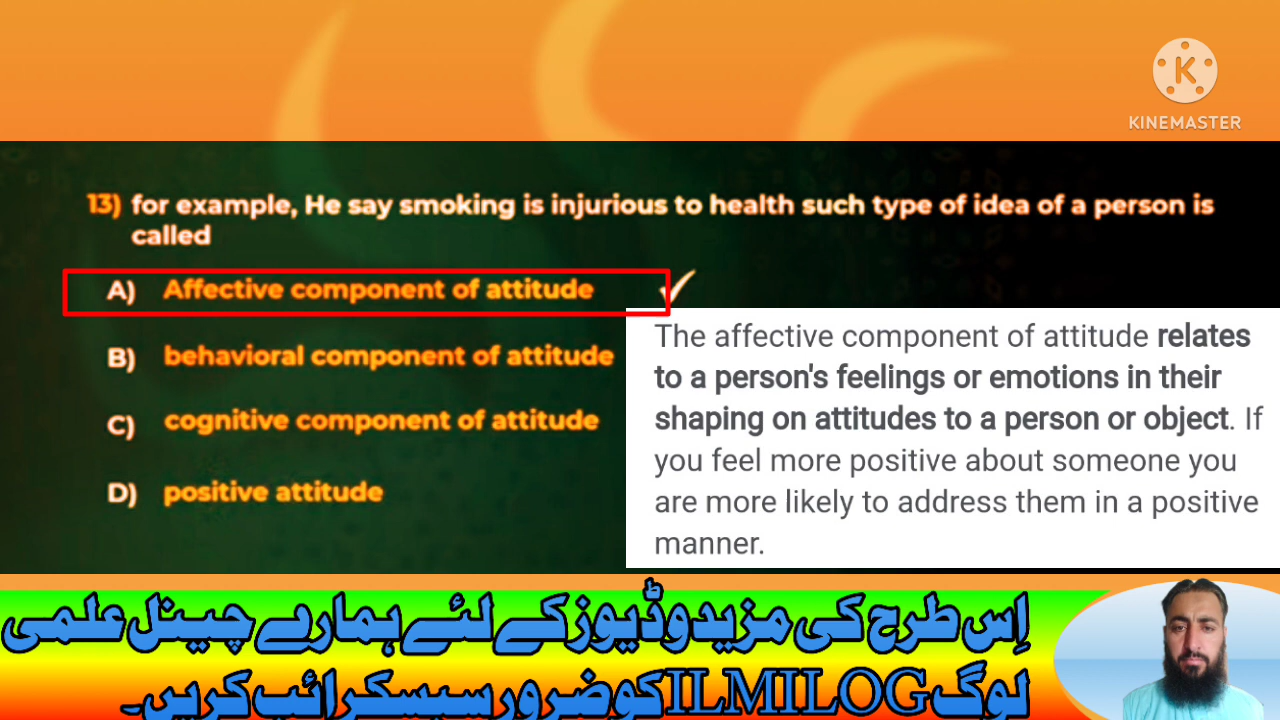 KINEMASTER
13) for example, He say smoking is injurious to health such type of idea of a person is
called
A) Affective component of attitude
B) behavioral component of attitude
C) cognitive component of attitude
D) positive attitude
The affective component of attitude relates
to a person's feelings or emotions in their
shaping on attitudes to a person or object. If
you feel more positive about someone you
are more likely to address them in a positive
manner.
اِس طرح کی مزید وڈیوز کے لئے ہمارے چینل علمی
لوگ ILMILOG کو ضرور سبسکرائب کریں۔